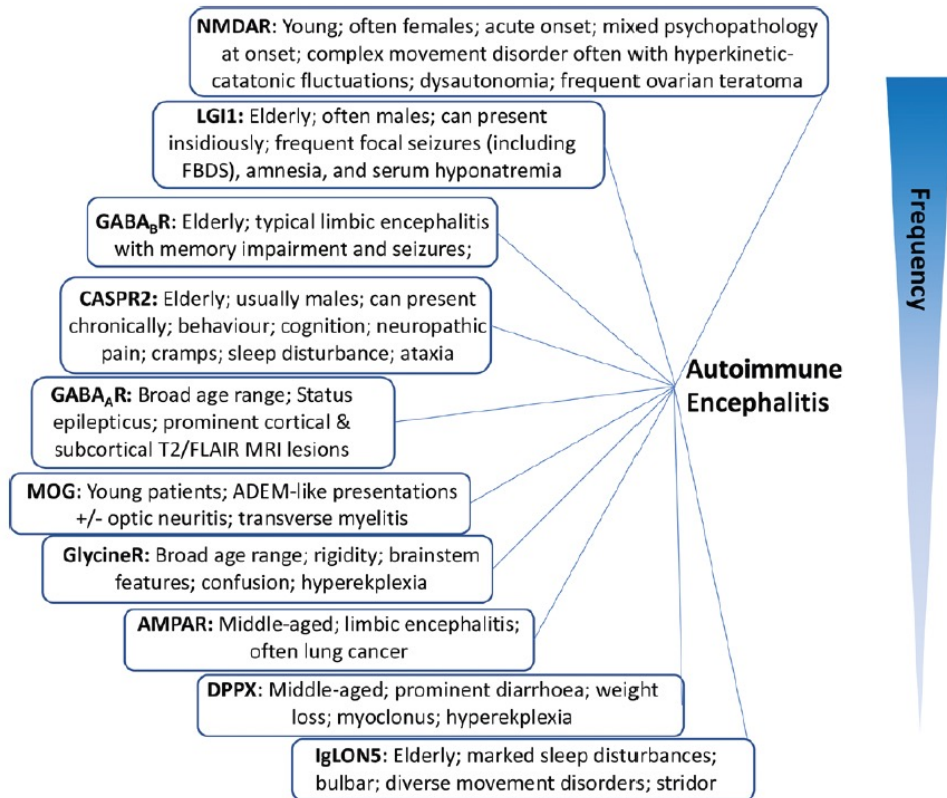 NMDAR: Young; often females; acute onset; mixed psychopathology
at onset; complex movement disorder often with hyperkinetic-
catatonic fluctuations; dysautonomia; frequent ovarian teratoma
LGI1: Elderly; often males; can present
insidiously; frequent focal seizures (including
FBDS), amnesia, and serum hyponatremia
GABABR: Elderly; typical limbic encephalitis
with memory impairment and seizures;
CASPR2: Elderly; usually males; can present
chronically; behaviour; cognition; neuropathic
pain; cramps; sleep disturbance; ataxia
GABAAR: Broad age range; Status
epilepticus; prominent cortical &
subcortical T2/FLAIR MRI lesions
MOG: Young patients; ADEM-like presentations
+/- optic neuritis; transverse myelitis
GlycineR: Broad age range; rigidity; brainstem
features; confusion; hyperekplexia
AMPAR: Middle-aged; limbic encephalitis;
often lung cancer
DPPX: Middle-aged; prominent diarrhoea; weight
loss; myoclonus; hyperekplexia
IgLON5: Elderly; marked sleep disturbances;
bulbar; diverse movement disorders; stridor
Autoimmune
Encephalitis
Frequency